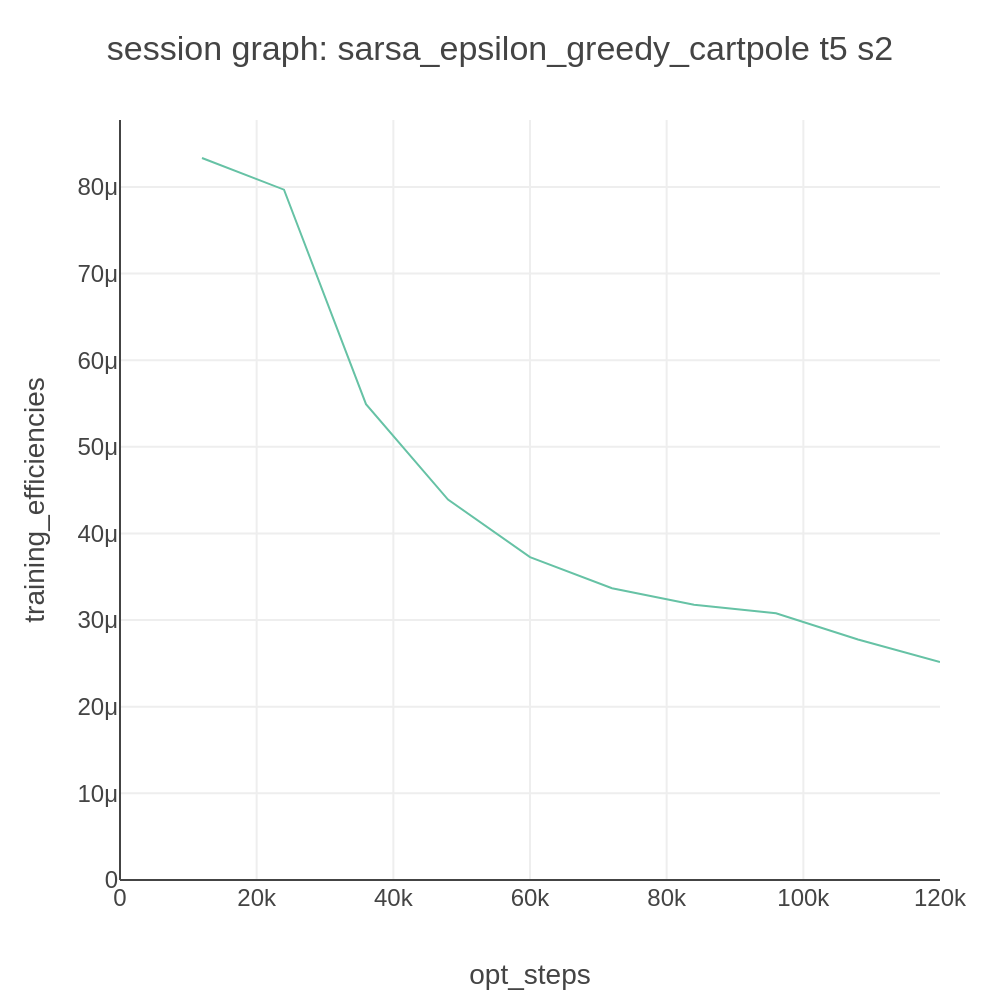 session graph: sarsa_epsilon_greedy_cartpole t5 s2
training_efficiencies
80μ
70μ
60μ
50μ
40μ
30μ
20μ
10μ
0
0 20k 40k 60k 80k 100k 120k
opt_steps